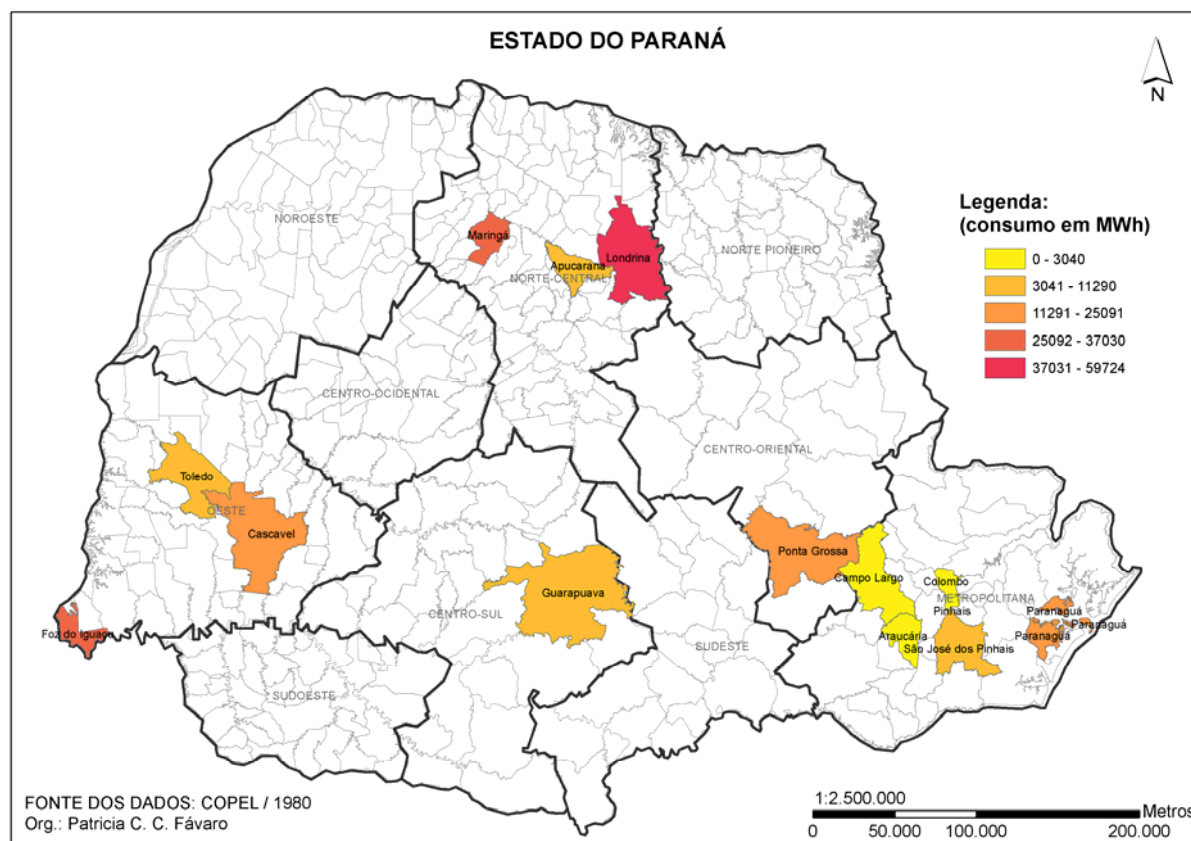 ESTADO DO PARANÁ
N
Legenda:
(consumo em MWh)
0 - 3040
3041 - 11290
11291 - 25091
25092 - 37030
37031 - 59724
NOROESTE
Maringá
Apucarana
Londrina
NORTE-CENTRAL
NORTE PIONEIRO
CENTRO-OCIDENTAL
CENTRO-ORIENTAL
Toledo
OESTE
Cascavel
Ponta Grossa
Campo Largo
Colombo
METROPOLITANA
Pinhais
Guarapuava
CENTRO-SUL
Paranaguá
Paranaguá
Paranaguá
Foz do Iguaçu
Araucária
São José dos Pinhais
SUDESTE
SUDOESTE
FONTE DOS DADOS: COPEL / 1980
Org.: Patricia C. C. Fávaro
1:2.500.000
Metros
0 50.000 100.000 200.000